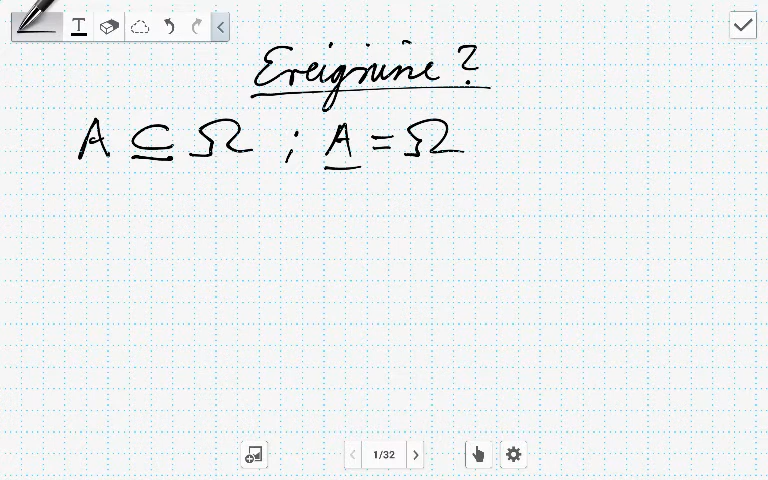 Ereignisse?
A ⊆ Ω ; A = Ω
1/32